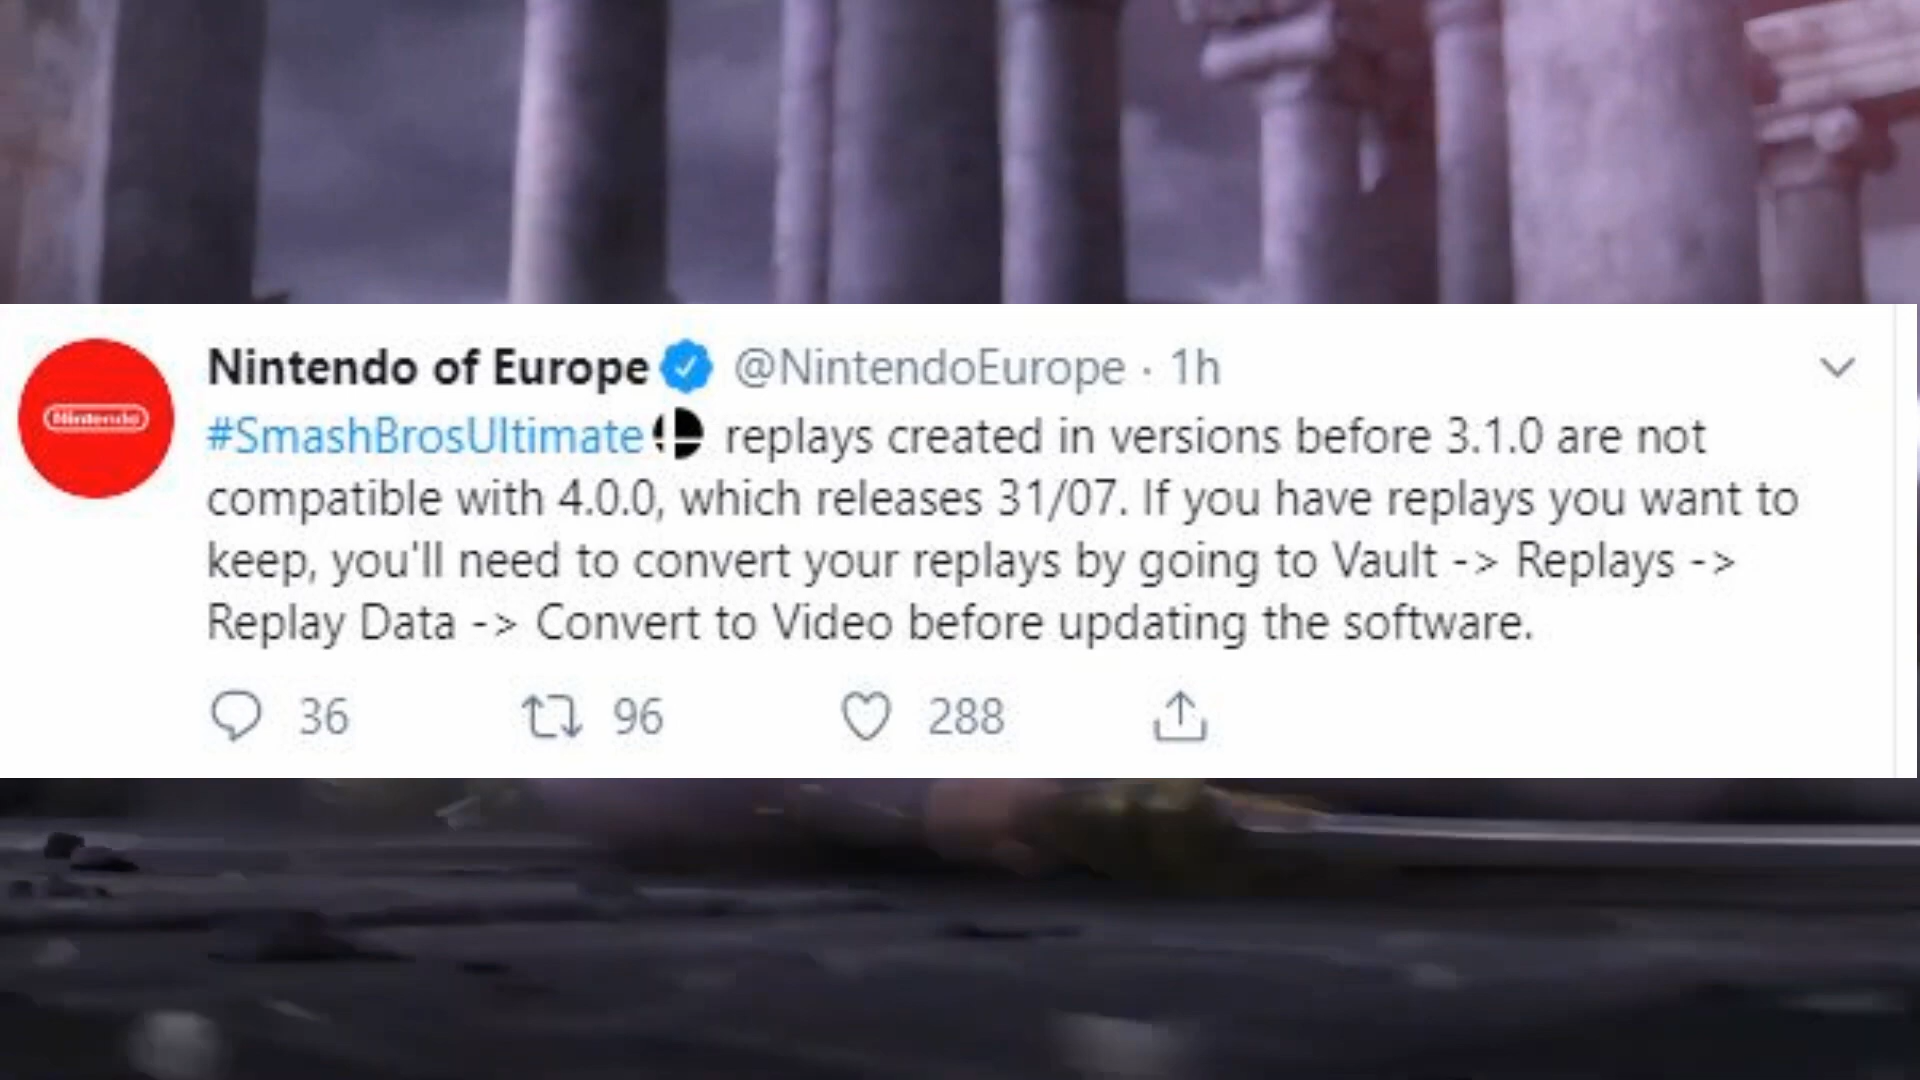 Nintendo of Europe @NintendoEurope · 1h
#SmashBrosUltimate replays created in versions before 3.1.0 are not
compatible with 4.0.0, which releases 31/07. If you have replays you want to
keep, you'll need to convert your replays by going to Vault -> Replays ->
Replay Data -> Convert to Video before updating the software.
36 96 288
Nintendo